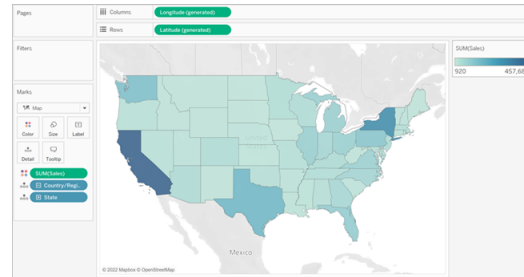 Pages
Columns
Longitude (generated)
Rows
Latitude (generated)
Filters
Marks
Map
Color
Size
Label
Detail
Tooltip
SUM(Sales)
Country/Regi..
State
Mexico
© 2022 Mapbox © OpenStreetMap
SUM(Sales)
920
457,68